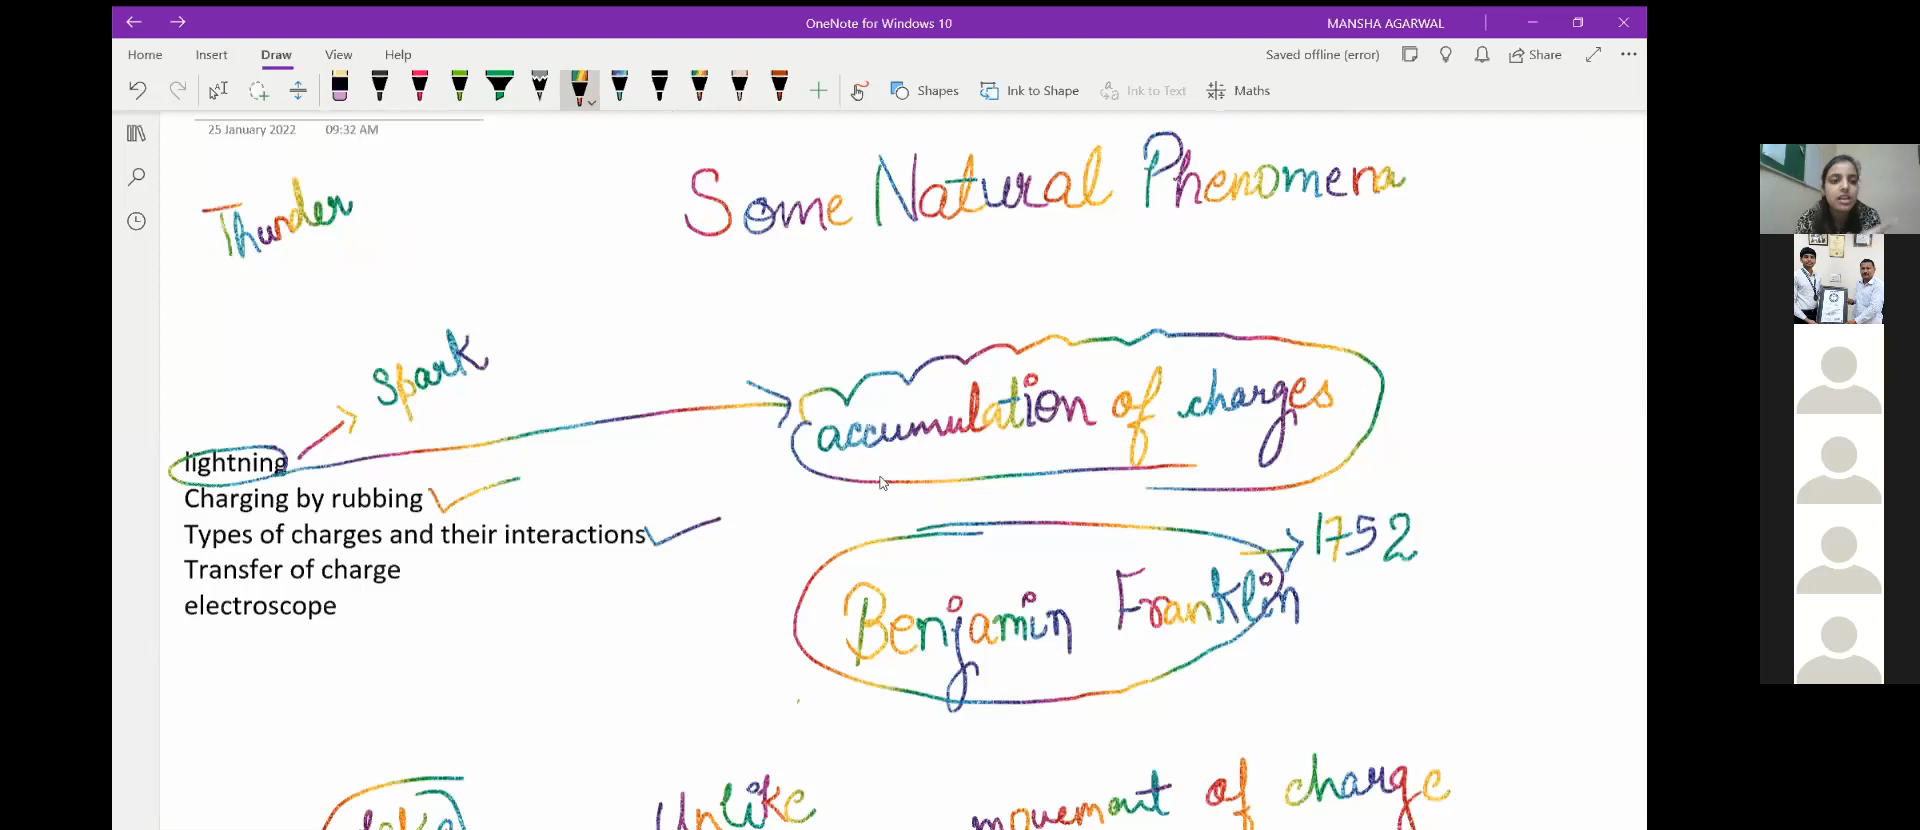 OneNote for Windows 10
MANSHA AGARWAL
Home Insert Draw View Help
Saved offline (error) Share
Shapes Ink to Shape Ink to Text Maths
25 January 2022 09:32 AM
Thunder
Some Natural Phenomena
Spark
accumulation of charges
lightning
Charging by rubbing
Types of charges and their interactions
Transfer of charge
electroscope
1752
Benjamin Franklin
Like Unlike movement of charge